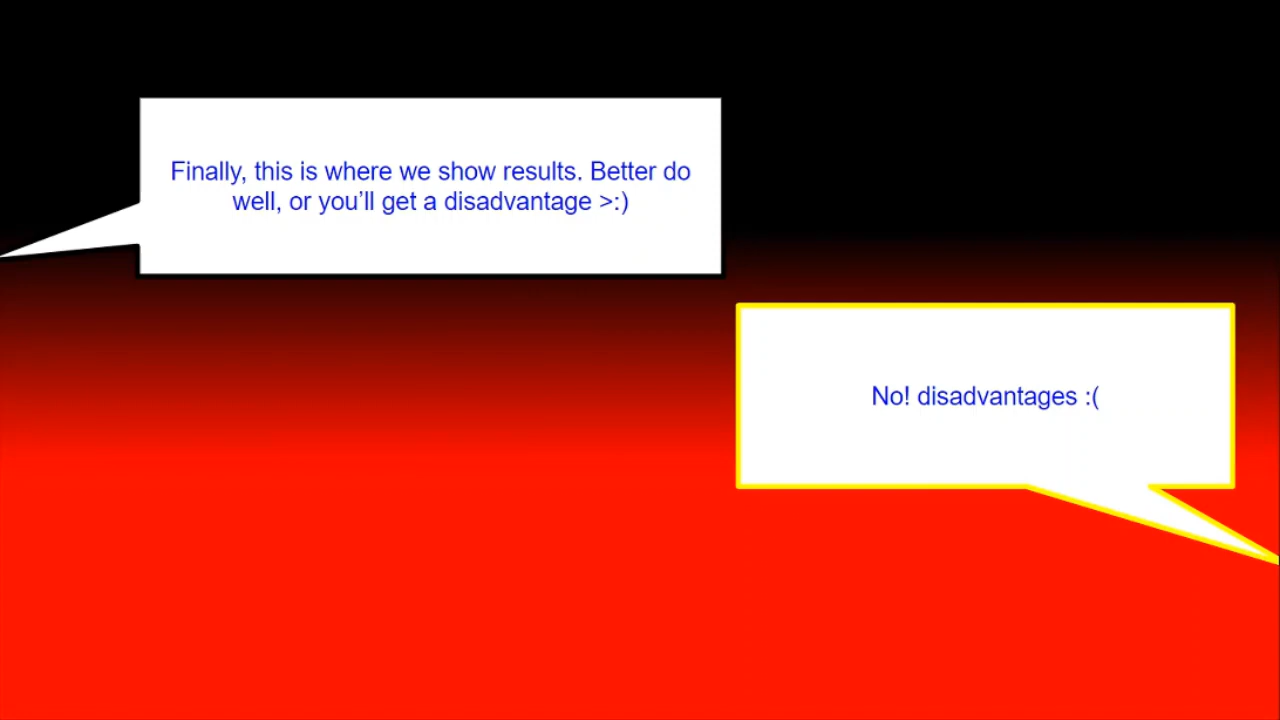 Finally, this is where we show results. Better do
well, or you’ll get a disadvantage >:)
No! disadvantages :(